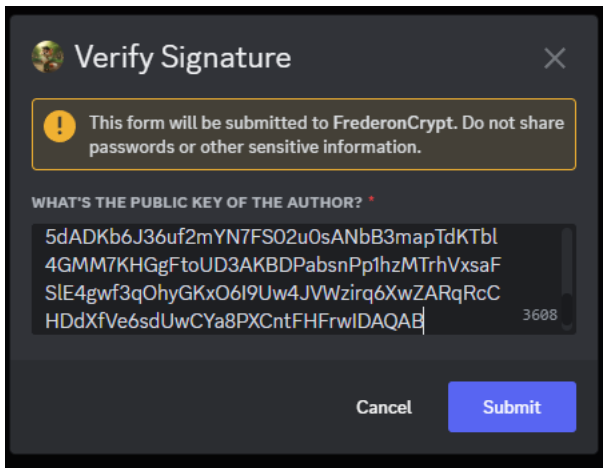 Verify Signature
This form will be submitted to FrederonCrypt. Do not share
passwords or other sensitive information.
WHAT'S THE PUBLIC KEY OF THE AUTHOR? *
5dADKb6J36uf2mYN7FS02u0sANbB3mapTdKTbl
4GMM7KHGgFtoUD3AKBDPabsnPp1hzMTrhVxsaF
SlE4gwf3qOhyGKxO6I9Uw4JVWzirq6XwZARqRcC
HDdXfVe6sdUwCYa8PXCntFHFrwIDAQAB
3608
Cancel
Submit